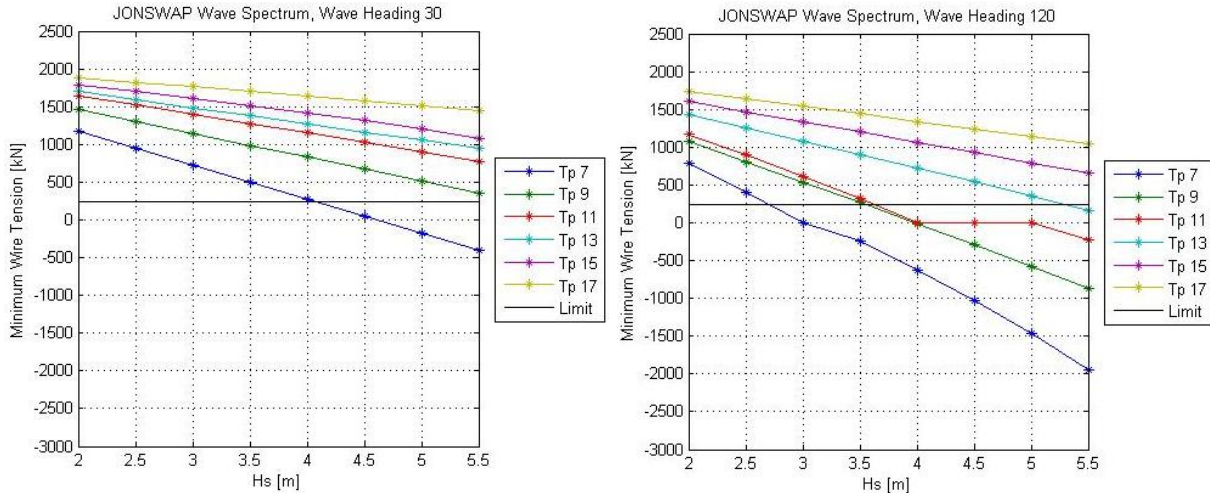 JONSWAP Wave Spectrum, Wave Heading 30
Minimum Wire Tension [kN]
2500
2000
1500
1000
500
0
-500
-1000
-1500
-2000
-2500
-3000
2 2.5 3 3.5 4 4.5 5 5.5
Hs [m]
Tp 7
Tp 9
Tp 11
Tp 13
Tp 15
Tp 17
Limit
JONSWAP Wave Spectrum, Wave Heading 120
Minimum Wire Tension [kN]
2500
2000
1500
1000
500
0
-500
-1000
-1500
-2000
-2500
-3000
2 2.5 3 3.5 4 4.5 5 5.5
Hs [m]
Tp 7
Tp 9
Tp 11
Tp 13
Tp 15
Tp 17
Limit